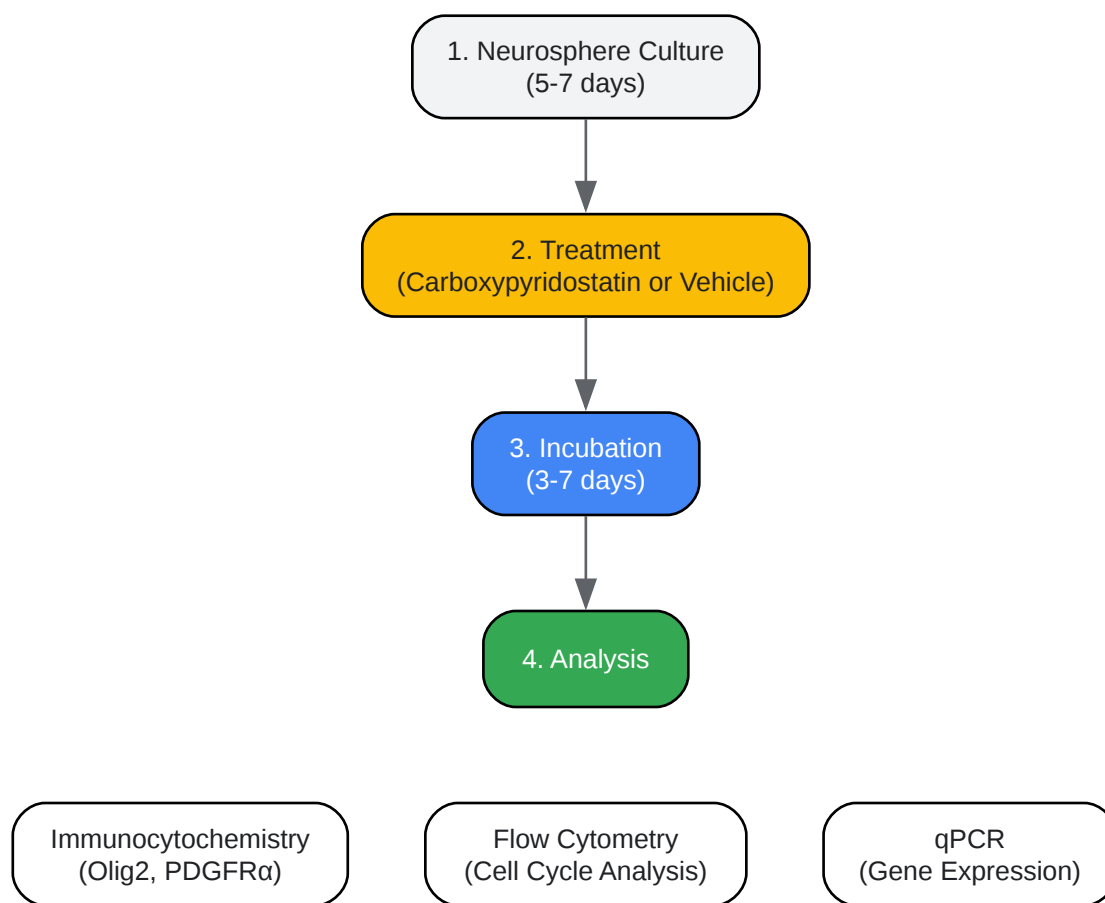 1. Neurosphere Culture
(5-7 days)
2. Treatment
(Carboxypyridostatin or Vehicle)
3. Incubation
(3-7 days)
4. Analysis
Immunocytochemistry
(Olig2, PDGFRα)
Flow Cytometry
(Cell Cycle Analysis)
qPCR
(Gene Expression)